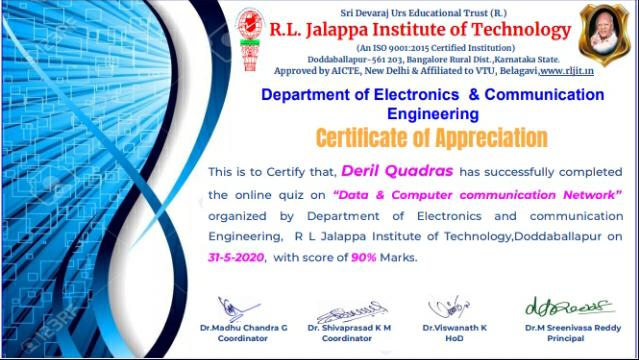 Sri Devaraj Urs Educational Trust (R.)
R.L. Jalappa Institute of Technology
(An ISO 9001:2015 Certified Institution)
Doddaballapur-561 203, Bangalore Rural Dist.,Karnataka State.
Approved by AICTE, New Delhi & Affiliated to VTU, Belagavi,www.rljit.in
Department of Electronics & Communication
Engineering
Certificate of Appreciation
This is to Certify that, Deril Quadras has successfully completed
the online quiz on "Data & Computer communication Network"
organized by Department of Electronics and communication
Engineering, R L Jalappa Institute of Technology,Doddaballapur on
31-5-2020, with score of 90% Marks.
Dr.Madhu Chandra G
Coordinator
Dr. Shivaprasad K M
Coordinator
Dr.Viswanath K
HoD
Dr.M Sreenivasa Reddy
Principal